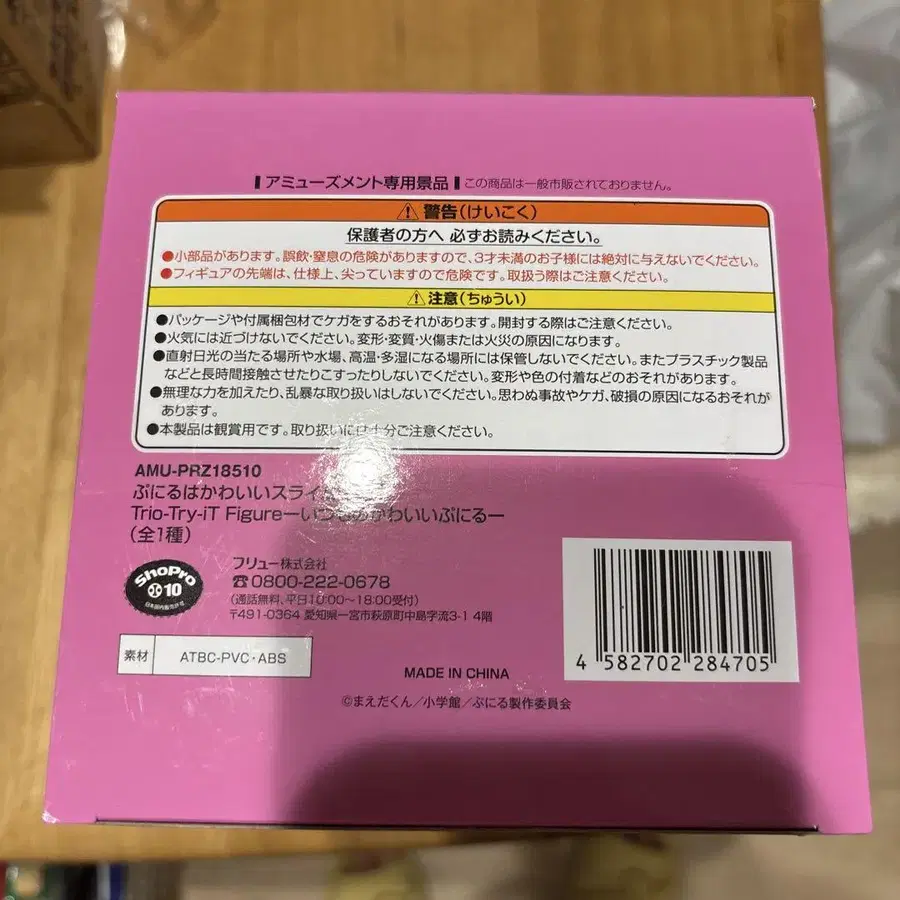 アミューズメント専用景品 この商品は一般市販されておりません。
⚠警告(けいこく)
保護者の方へ 必ずお読みください。
●小部品があります。誤飲・窒息の危険がありますので、3才未満のお子様には絶対に与えないでください。
●フィギュアの先端は、仕様上、尖っていますので危険です。取扱う際はご注意ください。
⚠注意(ちゅうい)
●パッケージや付属梱包材でケガをするおそれがあります。開封する際はご注意ください。
●火気には近づけないでください。変形・変質・火傷または火災の原因になります。
●直射日光の当たる場所や水場、高温・多湿になる場所には保管しないでください。またプラスチック製品
などと長時間接触させたりこすったりしないでください。変形や色の付着などのおそれがあります。
●無理な力を加えたり、乱暴な取り扱いはしないでください。思わぬ事故やケガ、破損の原因になるおそれが
あります。
●本製品は観賞用です。取り扱いには十分ご注意ください。
AMU-PRZ18510
ぷにるはかわいいスライ
Trio-Try-iT Figureーいつものかわいいぷにるー
(全1種)
ShoPro
10
日本国内販売許可
フリュー株式会社
☎0800-222-0678
(通話無料、平日10:00〜18:00受付)
〒491-0364 愛知県一宮市萩原町中島字流3-1 4階
素材 ATBC-PVC・ABS
MADE IN CHINA
4 582702 284705
©まえだくん/小学館/ぷにる製作委員会